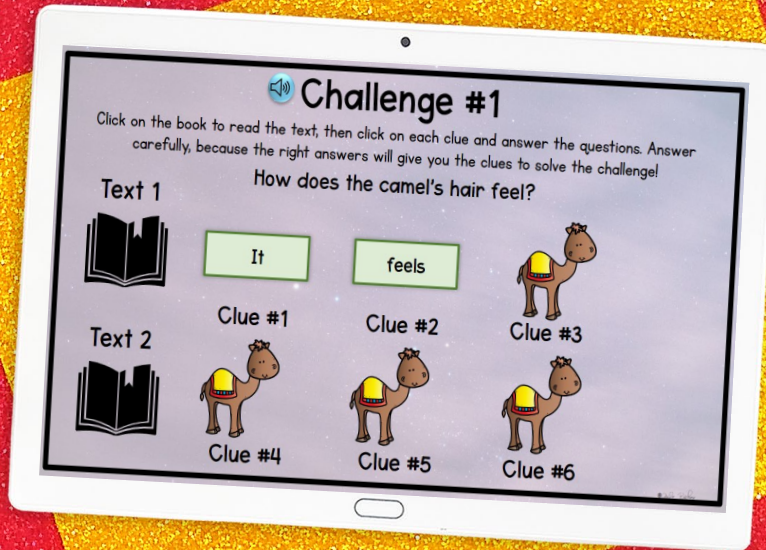 Challenge #1
Click on the book to read the text, then click on each clue and answer the questions. Answer
carefully, because the right answers will give you the clues to solve the challenge!
How does the camel's hair feel?
Text 1
It
feels
Clue #1
Clue #2
Clue #3
Text 2
Clue #4
Clue #5
Clue #6